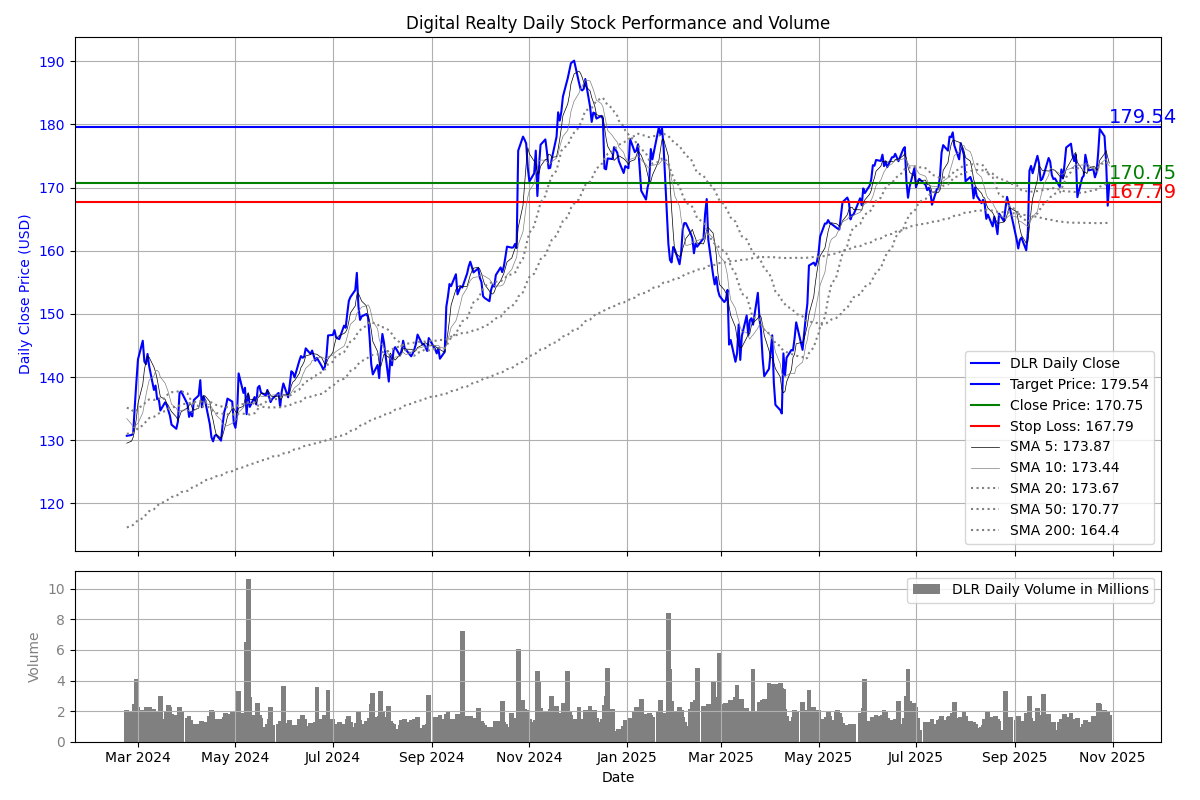 Digital Realty Daily Stock Performance and Volume
Daily Close Price (USD)
190
180
170
160
150
140
130
120
179.54
170.75
167.79
DLR Daily Close
Target Price: 179.54
Close Price: 170.75
Stop Loss: 167.79
SMA 5: 173.87
SMA 10: 173.44
SMA 20: 173.67
SMA 50: 170.77
SMA 200: 164.4
Volume
10
8
6
4
2
0
DLR Daily Volume in Millions
Mar 2024 May 2024 Jul 2024 Sep 2024 Nov 2024 Jan 2025 Mar 2025 May 2025 Jul 2025 Sep 2025 Nov 2025
Date